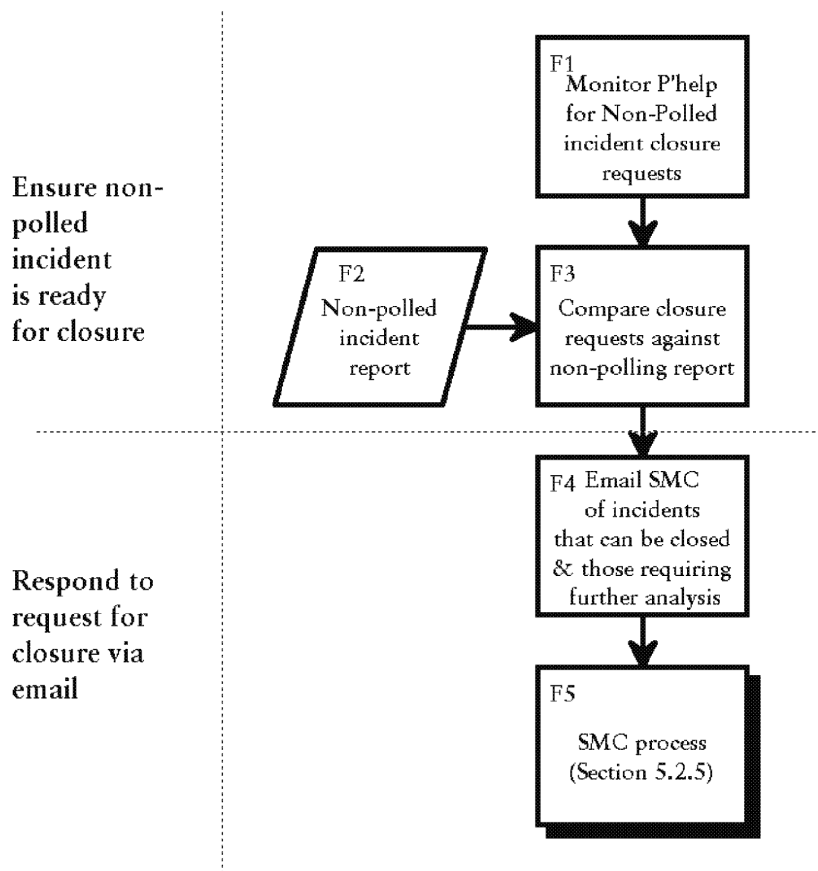 Ensure non-
polled
incident
is ready
for closure
F1
Monitor P'help
for Non-Polled
incident closure
requests
F2
Non-polled
incident
report
F3
Compare closure
requests against
non-polling report
Respond to
request for
closure via
email
F4 Email SMC
of incidents
that can be closed
& those requiring
further analysis
F5
SMC process
(Section 5.2.5)